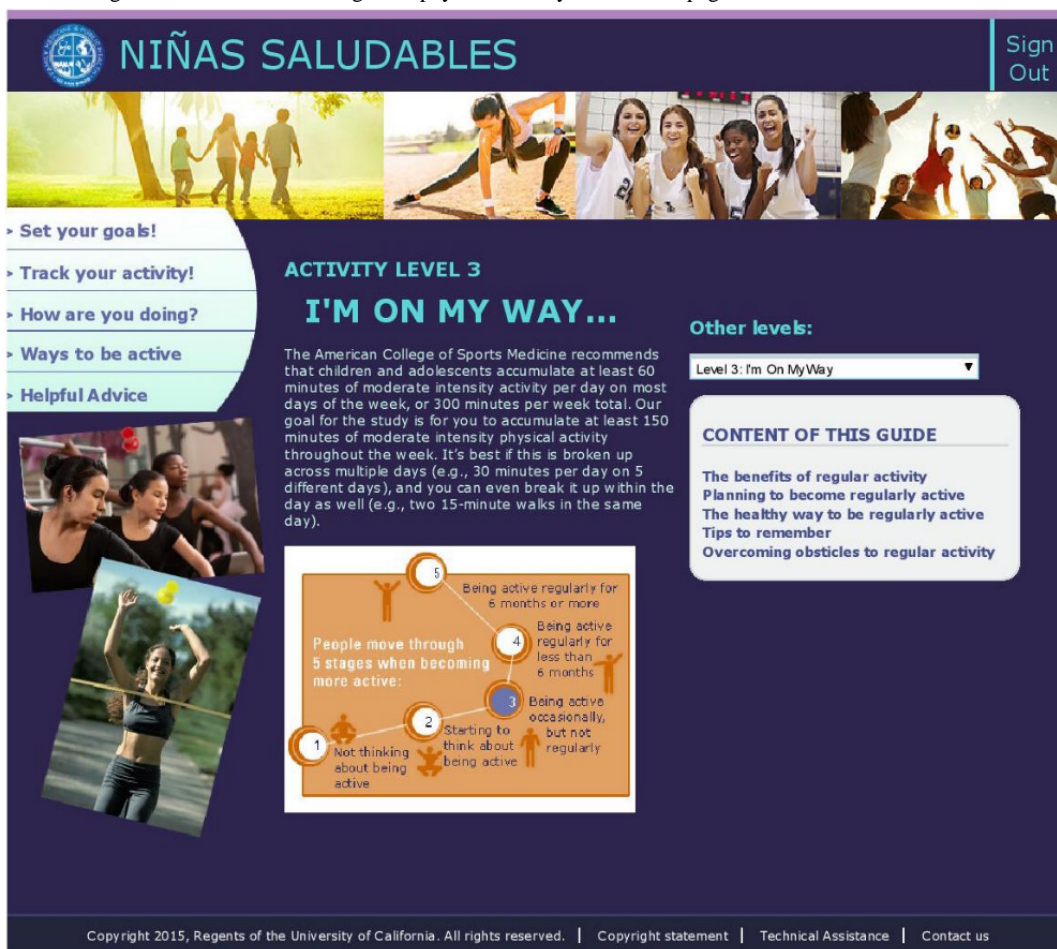 NIÑAS SALUDABLES
Sign
Out
> Set your goals!
> Track your activity!
> How are you doing?
> Ways to be active
> Helpful Advice
ACTIVITY LEVEL 3
I'M ON MY WAY...
The American College of Sports Medicine recommends
that children and adolescents accumulate at least 60
minutes of moderate intensity activity per day on most
days of the week, or 300 minutes per week total. Our
goal for the study is for you to accumulate at least 150
minutes of moderate intensity physical activity
throughout the week. It's best if this is broken up
across multiple days (e.g., 30 minutes per day on 5
different days), and you can even break it up within the
day as well (e.g., two 15-minute walks in the same
day).
Other levels:
Level 3: I'm On MyWay
CONTENT OF THIS GUIDE
The benefits of regular activity
Planning to become regularly active
The healthy way to be regularly active
Tips to remember
Overcoming obsticles to regular activity
People move through
5 stages when becoming
more active:
5
Being active regularly for
6 months or more
4
Being active
regularly for
less than
6 months
3
Being active
occasionally,
but not
regularly
2
Starting to
think about
being active
1
Not thinking
about being
active
Copyright 2015, Regents of the University of California. All rights reserved. | Copyright statement | Technical Assistance | Contact us